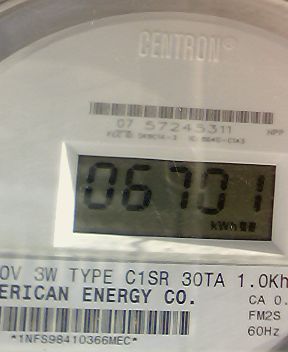 CENTRON®
07 57245311
06701
kWh
0V 3W TYPE C1SR 30TA 1.0Kh
ERICAN ENERGY CO.
CA 0.
FM2S
60Hz
*1NFS98410366MEC*